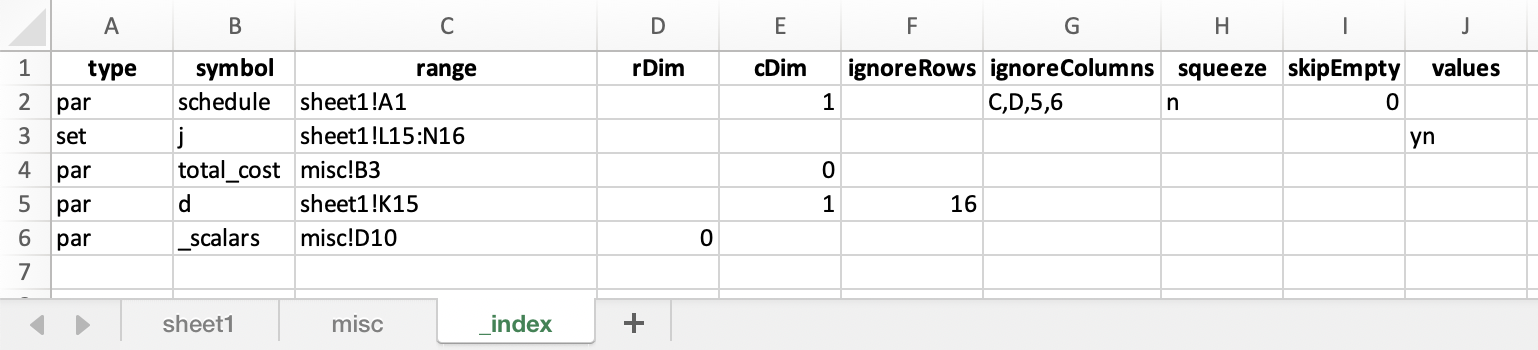 A B C D E F G H I J
1 type symbol range rDim cDim ignoreRows ignoreColumns squeeze skipEmpty values
2 par schedule sheet1!A1 1 C,D,5,6 n 0
3 set j sheet1!L15:N16 yn
4 par total_cost misc!B3 0
5 par d sheet1!K15 1 16
6 par _scalars misc!D10 0
7
sheet1 misc _index +